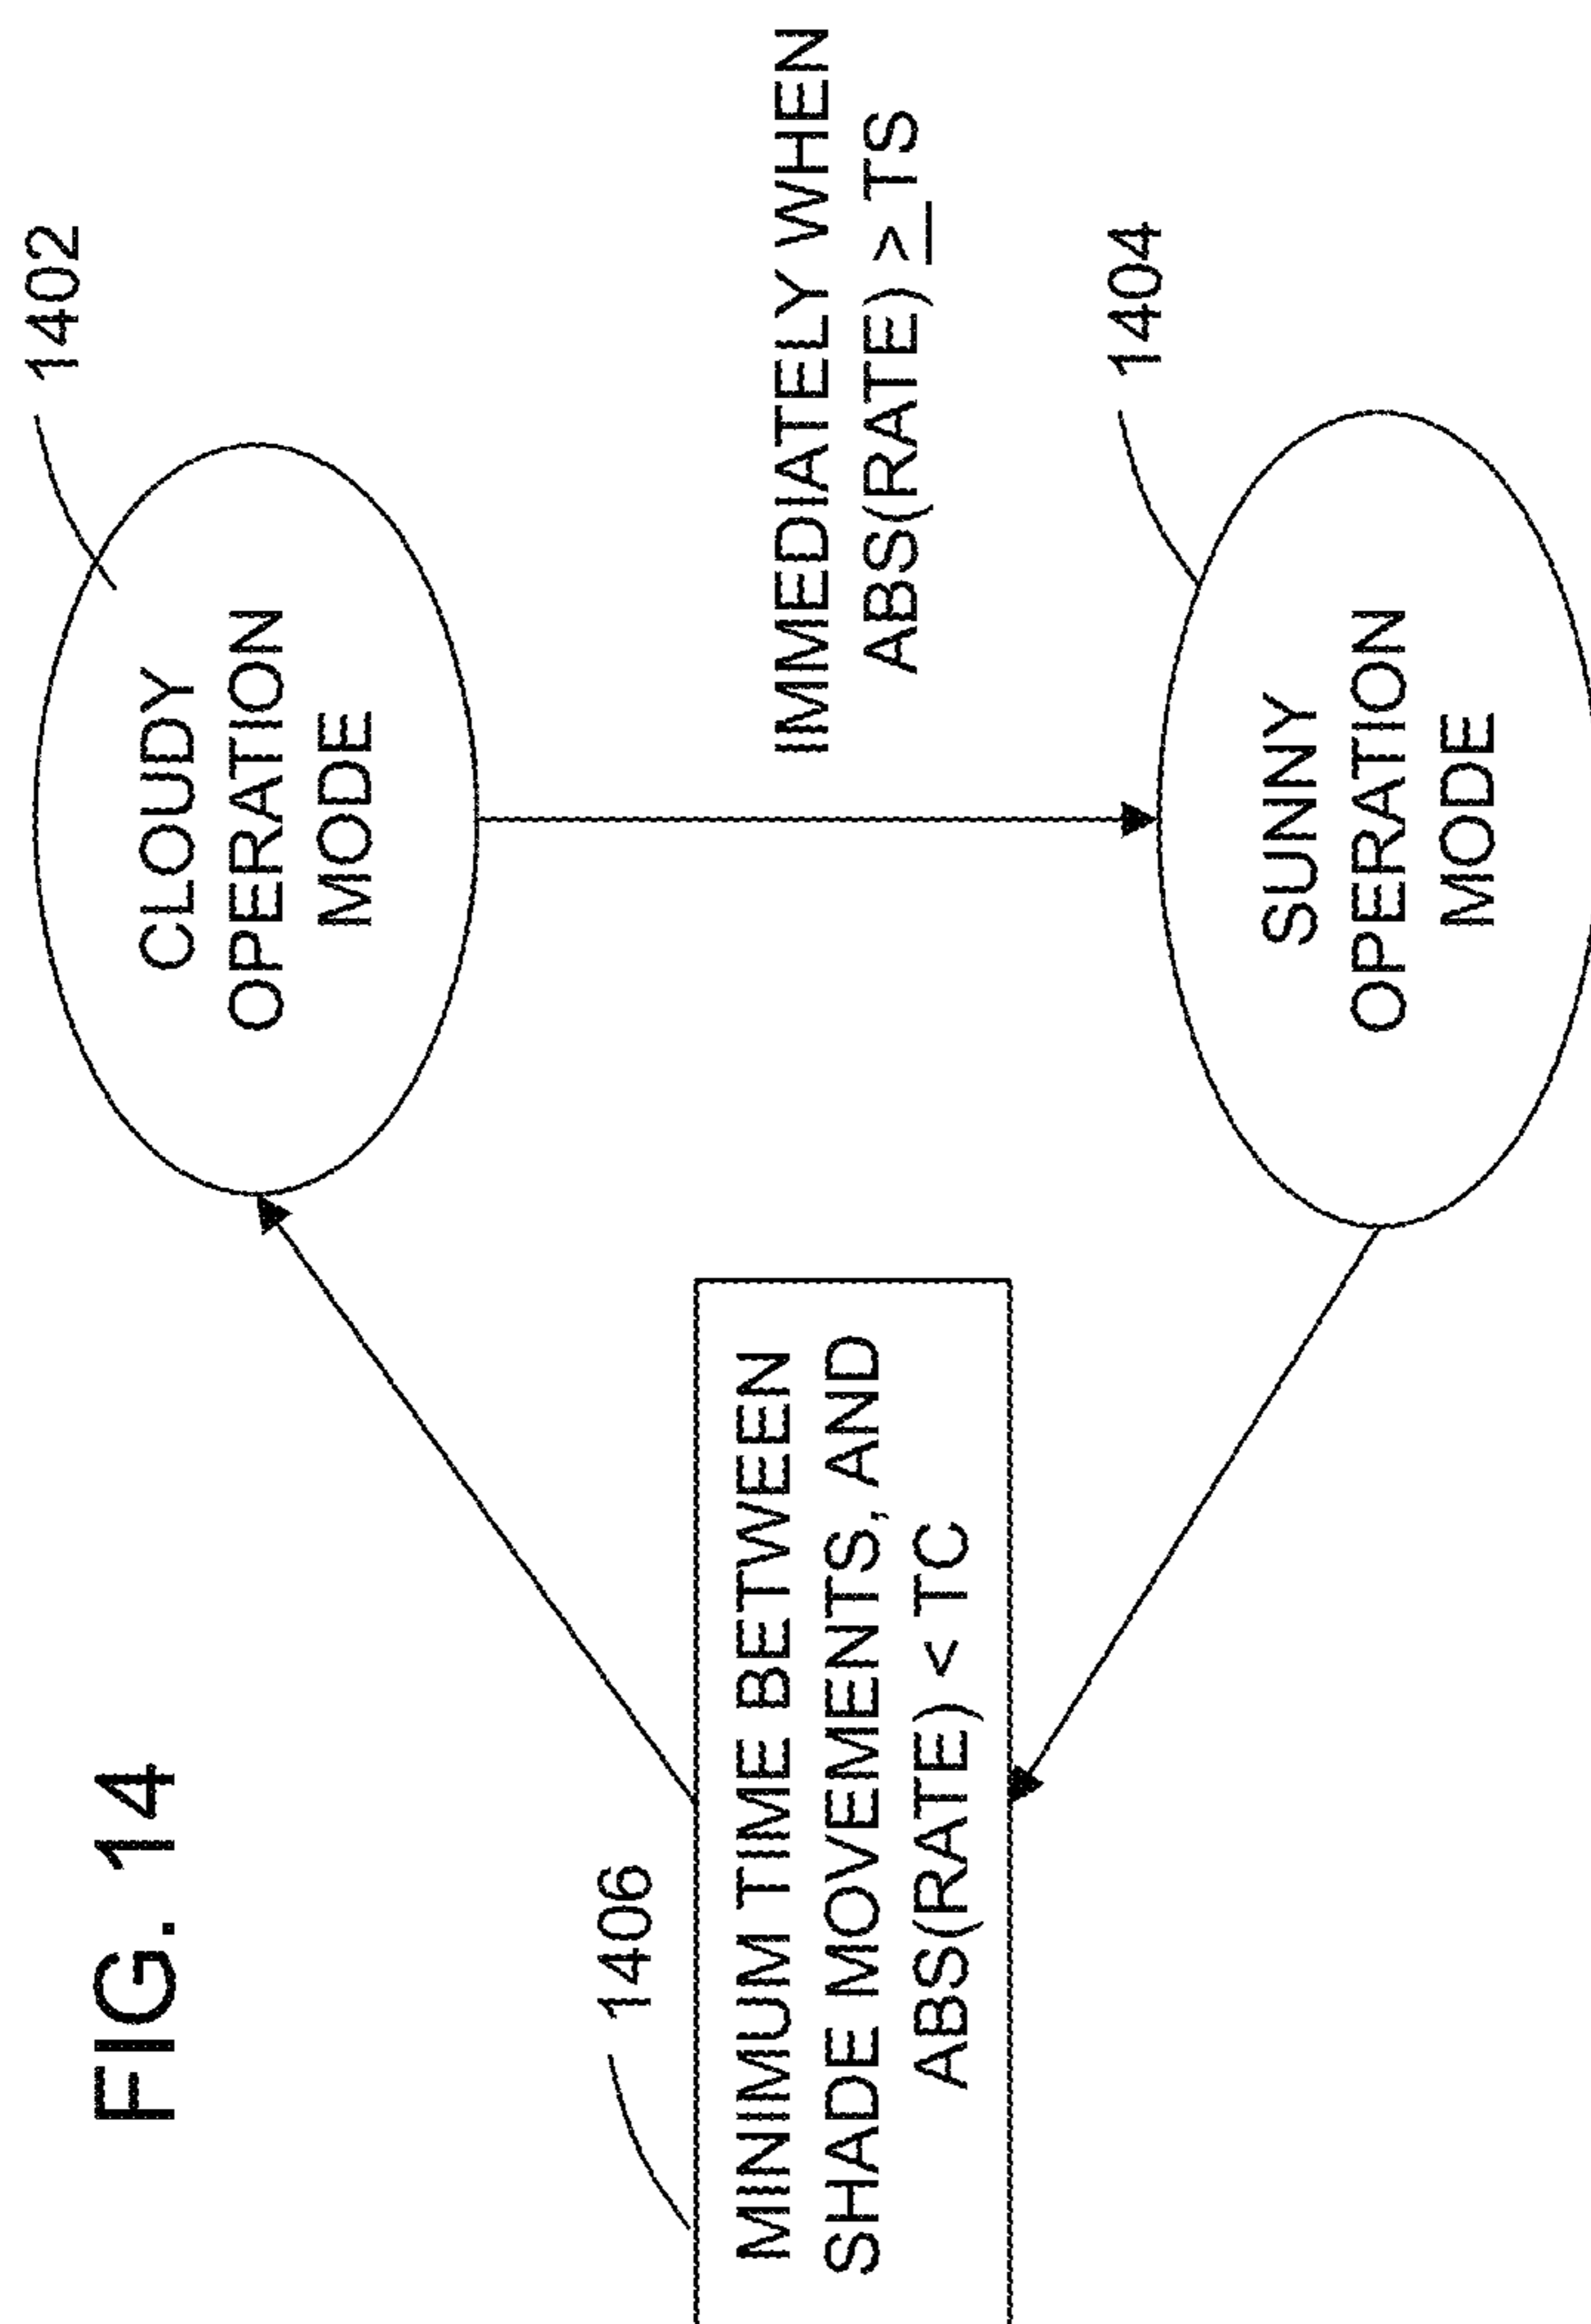 FIG. 14
1402
CLOUDY
OPERATION
MODE
1406
MINIMUM TIME BETWEEN
SHADE MOVEMENTS, AND
ABS(RATE) < TC
IMMEDIATELY WHEN
ABS(RATE) ≥ TS
1404
SUNNY
OPERATION
MODE